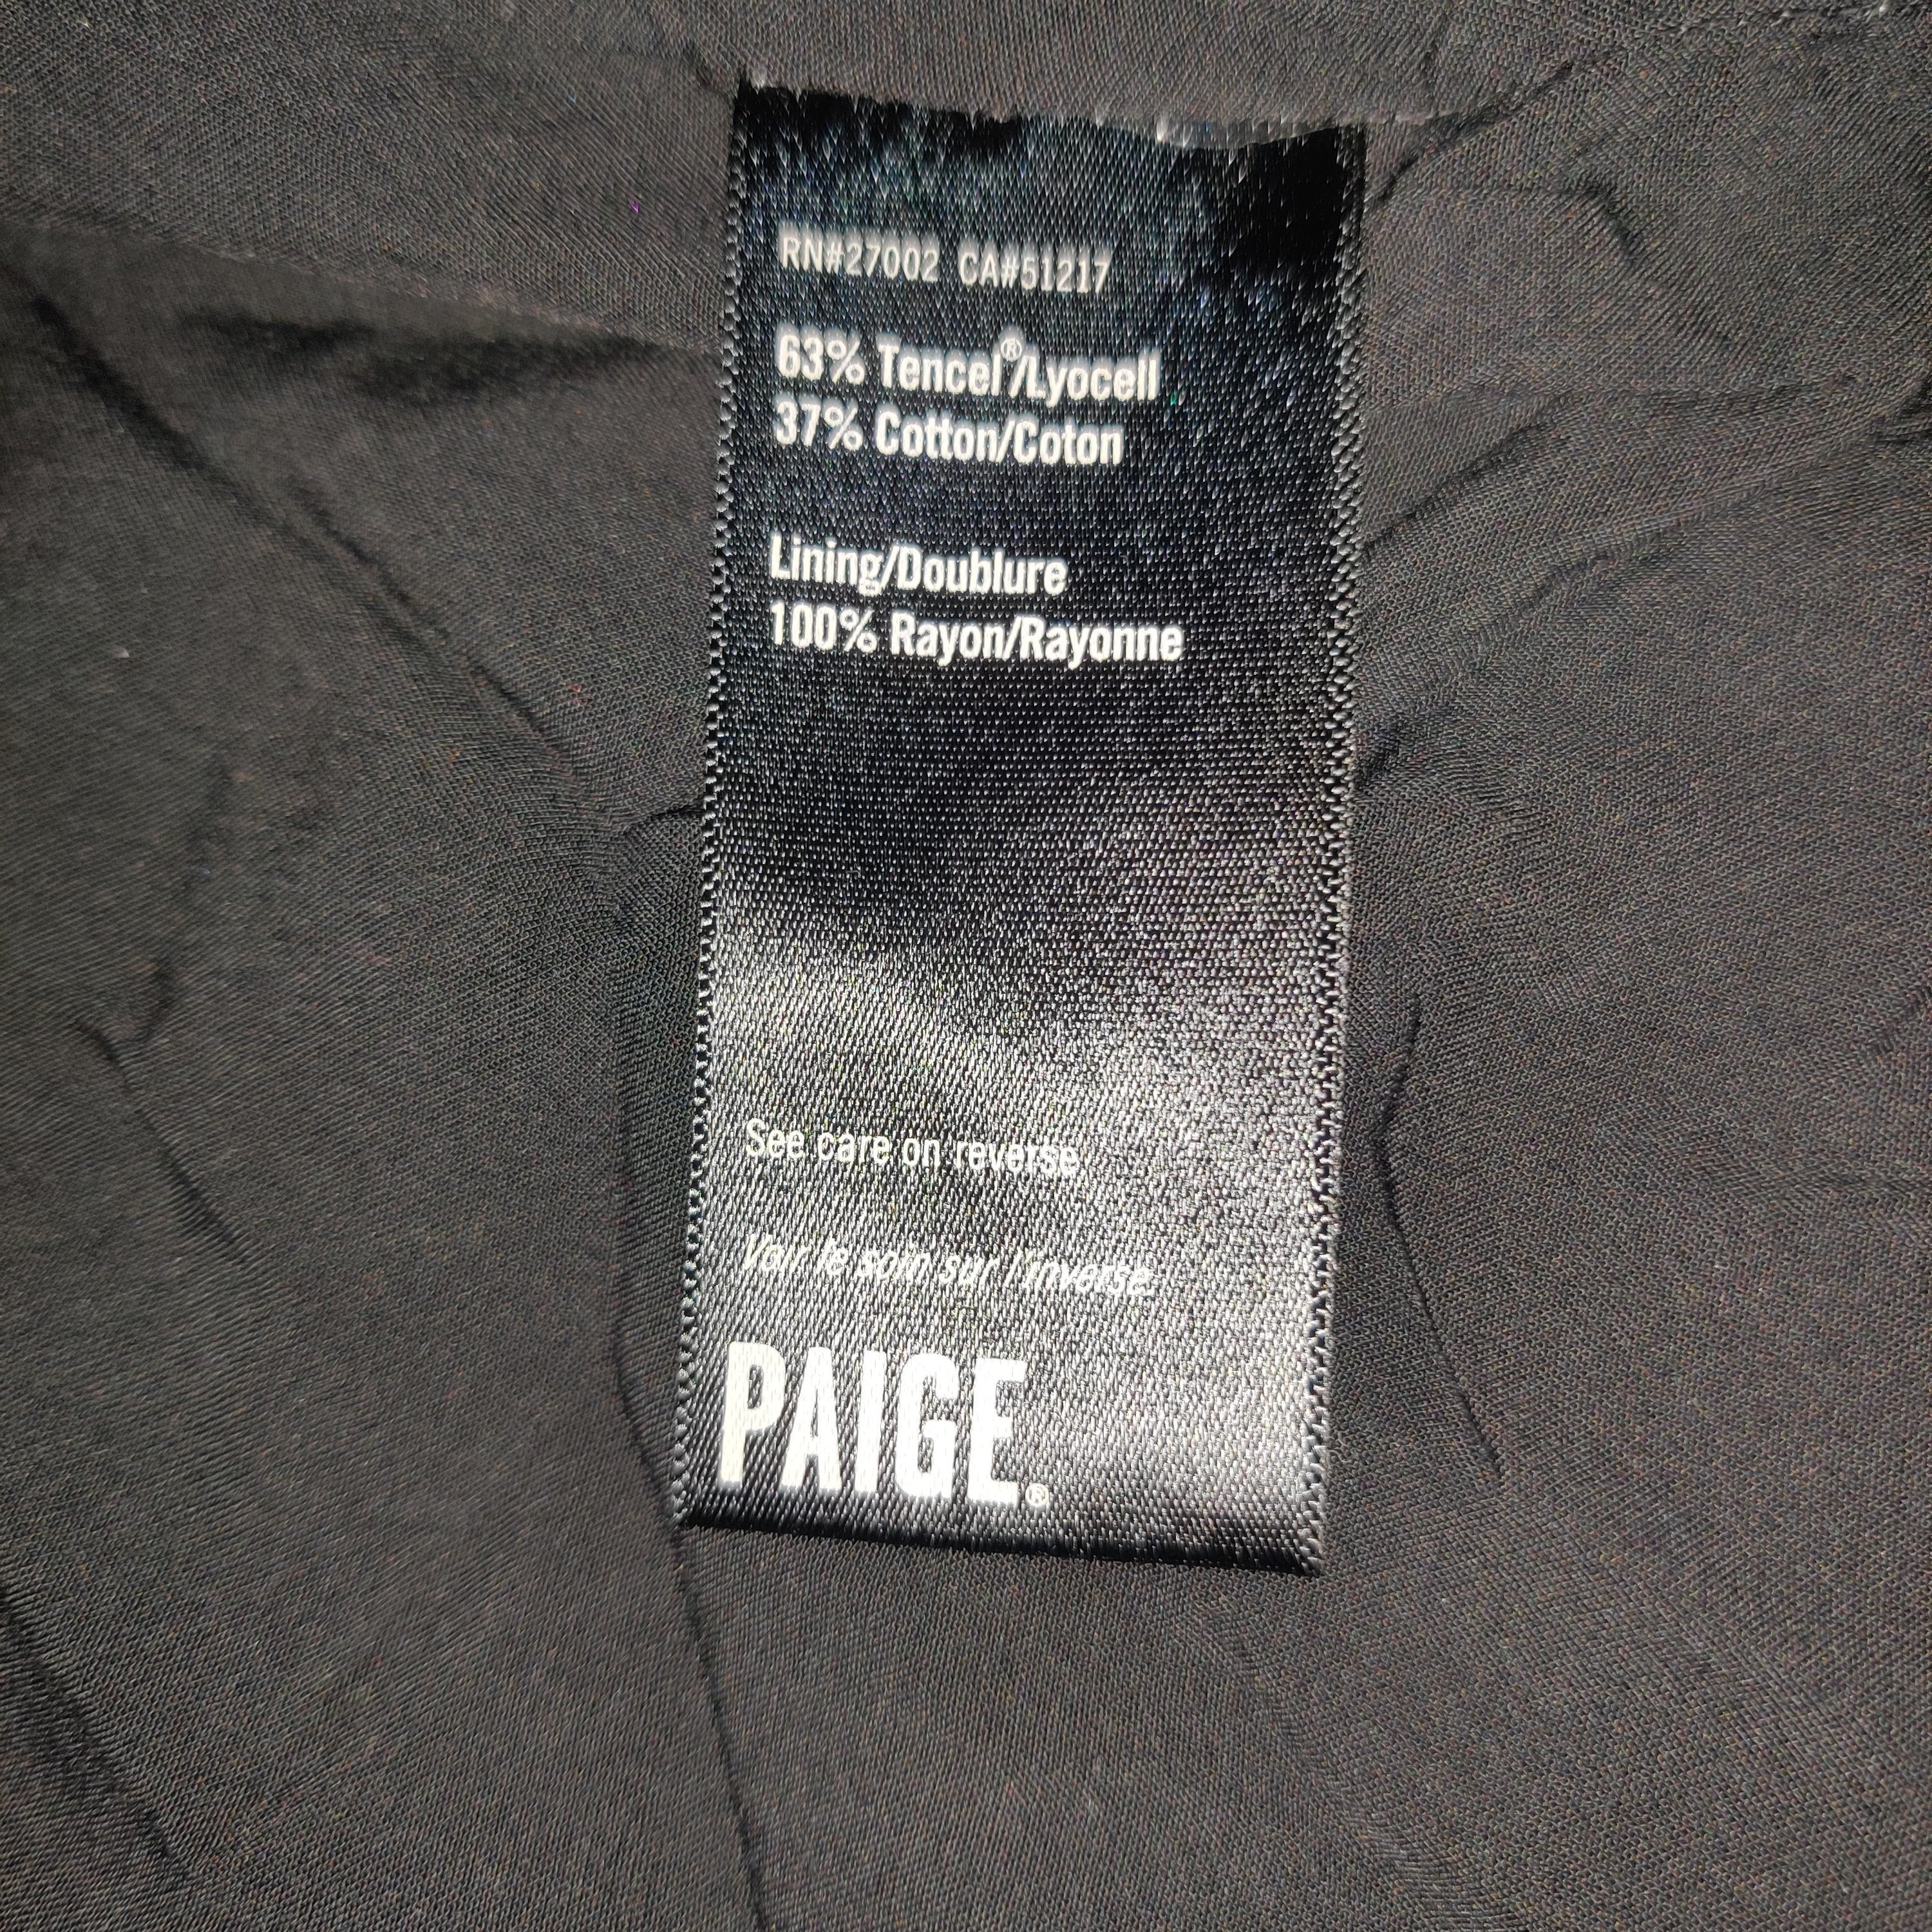 RN#27002 CA#51217
63% Tencel®/Lyocell
37% Cotton/Coton
Lining/Doublure
100% Rayon/Rayonne
See care on reverse
Voir le soin sur l'inverse
PAIGE®